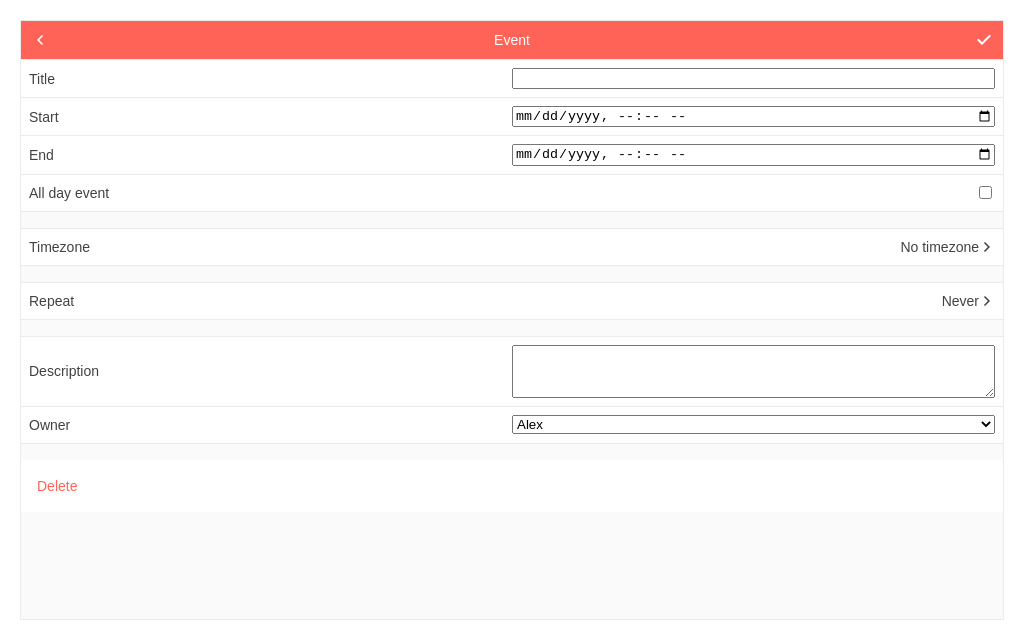 Event
Title
Start mm/dd/yyyy, --:-- --
End mm/dd/yyyy, --:-- --
All day event
Timezone No timezone
Repeat Never
Description
Owner Alex
Delete